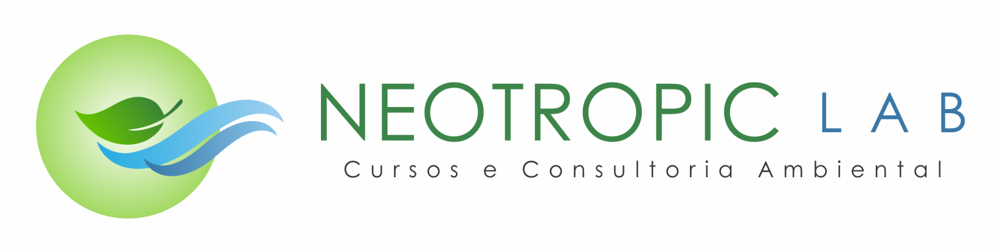 NEOTROPIC LAB
Cursos e Consultoria Ambiental